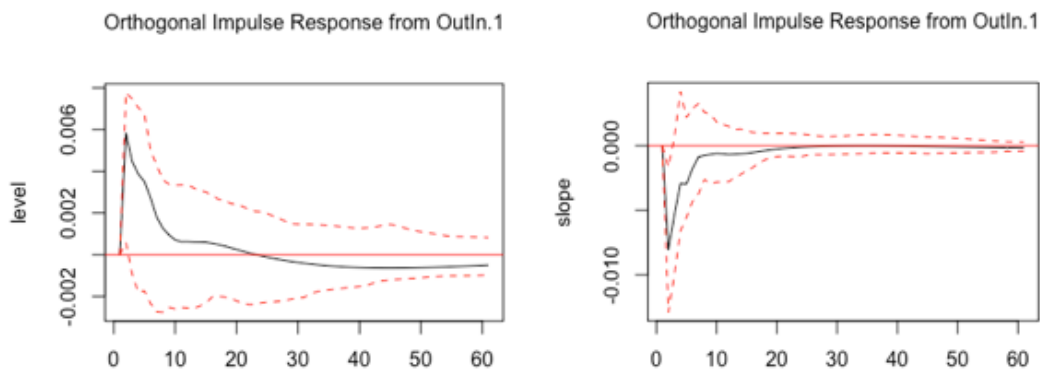 Orthogonal Impulse Response from OutIn.1
level
0.006
0.002
-0.002
0 10 20 30 40 50 60
Orthogonal Impulse Response from OutIn.1
slope
0.000
-0.010
0 10 20 30 40 50 60